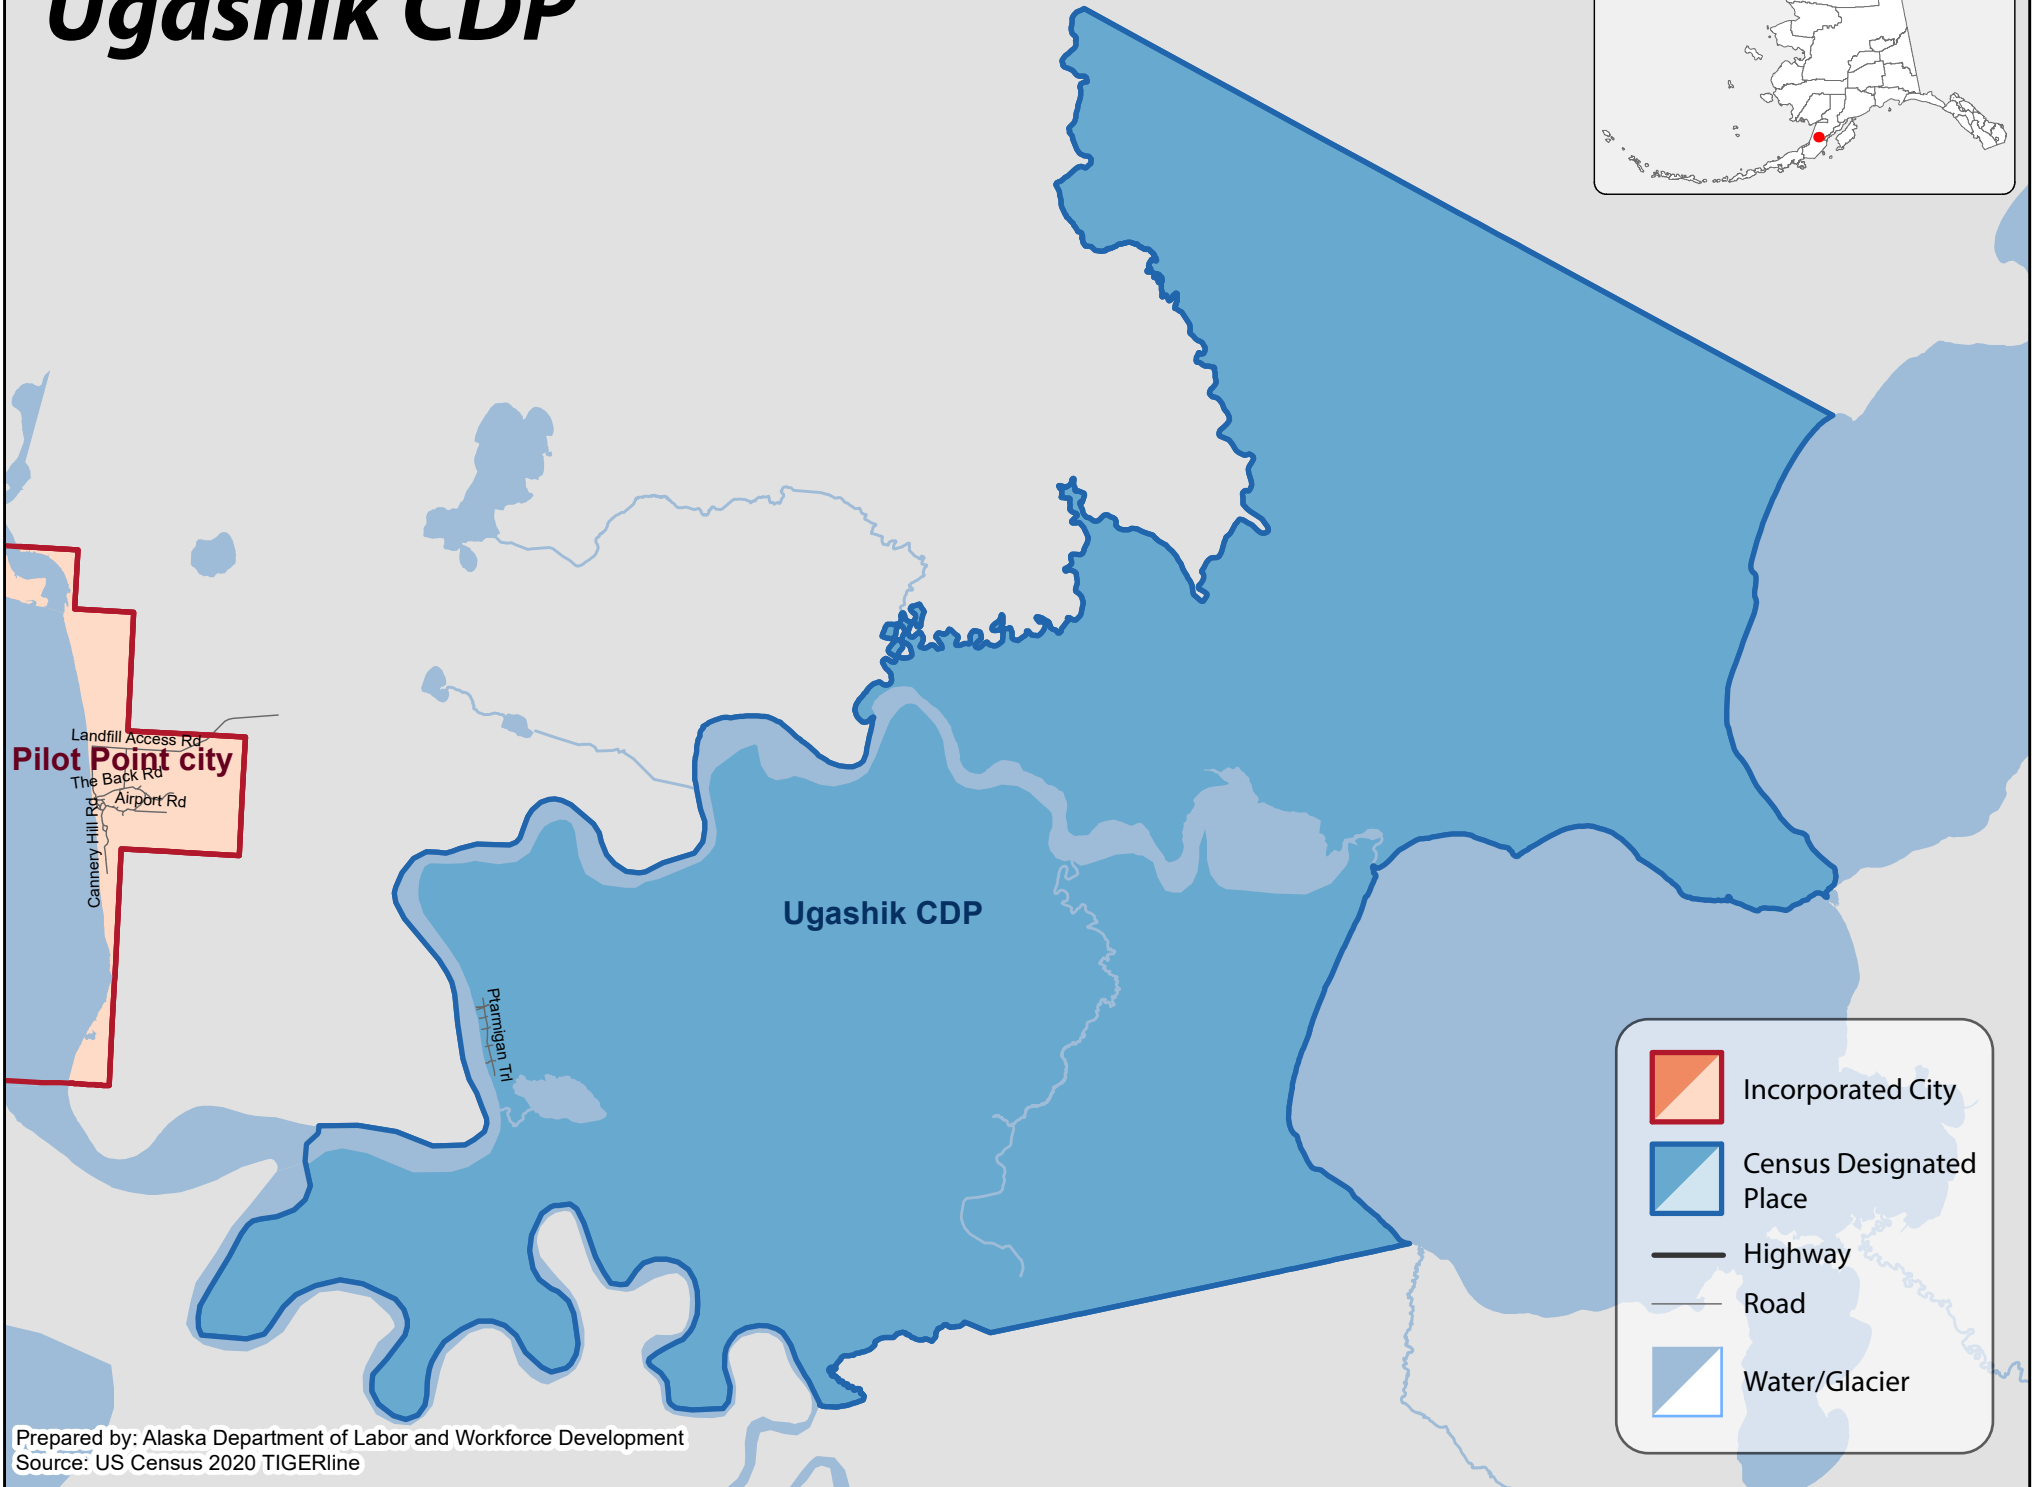 Ugashik CDP
Landfill Access Rd
Pilot Point city
The Back Rd
Airport Rd
Cannery Hill Rd
Ugashik CDP
Ptarmigan Trl
Incorporated City
Census Designated
Place
Highway
Road
Water/Glacier
Prepared by: Alaska Department of Labor and Workforce Development
Source: US Census 2020 TIGERline